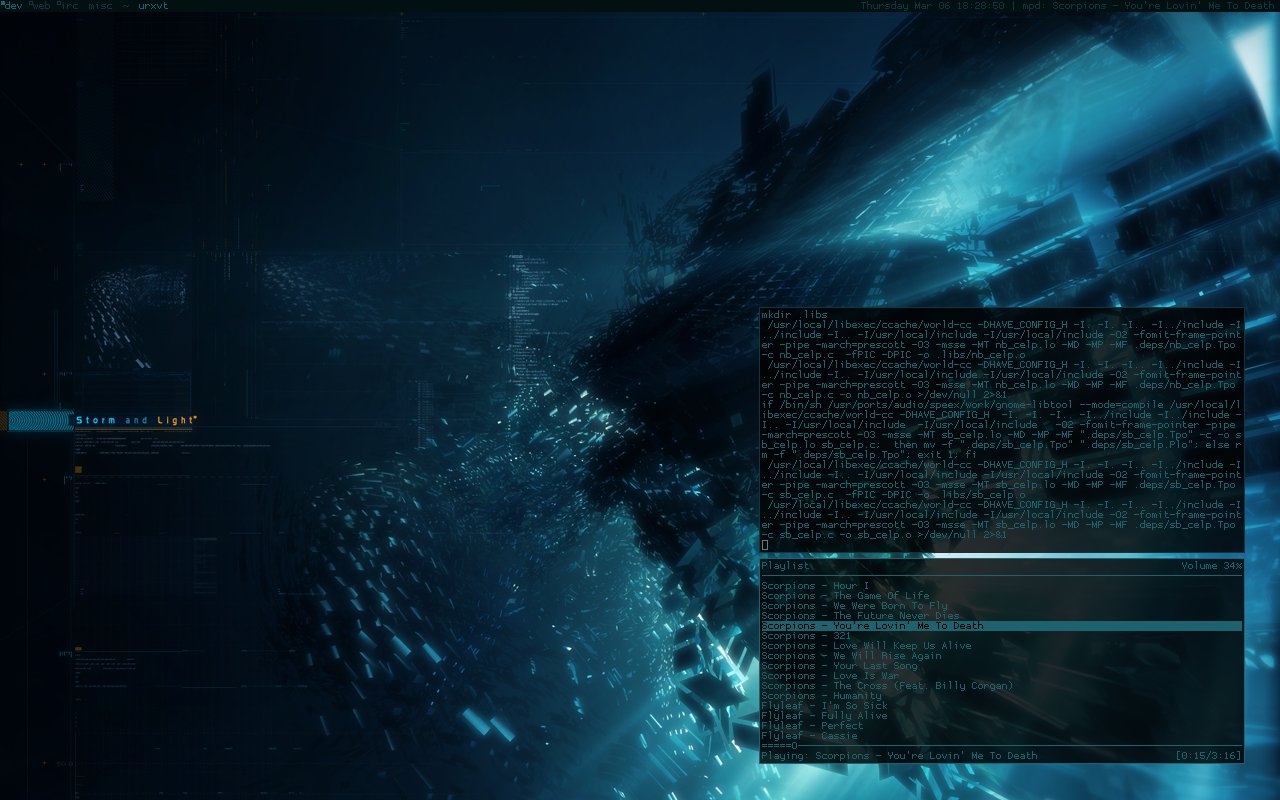 dev web irc misc ~ urxvt
Thursday Mar 06 18:28:50 | mpd: Scorpions - You're Lovin' Me To Death
Storm and Light*
mkdir .libs
/usr/local/libexec/ccache/world-cc -DHAVE_CONFIG_H -I. -I. -I.. -I../include -I
../include -I.. -I/usr/local/include -I/usr/local/include -O2 -fomit-frame-point
er -pipe -march=prescott -O3 -msse -MT nb_celp.lo -MD -MP -MF .deps/nb_celp.Tpo
-c nb_celp.c  -fPIC -DPIC -o .libs/nb_celp.o
/usr/local/libexec/ccache/world-cc -DHAVE_CONFIG_H -I. -I. -I.. -I../include -I
../include -I.. -I/usr/local/include -I/usr/local/include -O2 -fomit-frame-point
er -pipe -march=prescott -O3 -msse -MT nb_celp.lo -MD -MP -MF .deps/nb_celp.Tpo
-c nb_celp.c -o nb_celp.o >/dev/null 2>&1
if /bin/sh /usr/ports/audio/speex/work/gnome-libtool --mode=compile /usr/local/l
ibexec/ccache/world-cc -DHAVE_CONFIG_H -I. -I. -I.. -I../include -I../include -
I.. -I/usr/local/include -I/usr/local/include  -O2 -fomit-frame-pointer -pipe -
march=prescott -O3 -msse -MT sb_celp.lo -MD -MP -MF ".deps/sb_celp.Tpo" -c -o s
b_celp.lo sb_celp.c;  then mv -f ".deps/sb_celp.Tpo" ".deps/sb_celp.Plo"; else r
m -f ".deps/sb_celp.Tpo"; exit 1; fi
/usr/local/libexec/ccache/world-cc -DHAVE_CONFIG_H -I. -I. -I.. -I../include -I
../include -I.. -I/usr/local/include -I/usr/local/include -O2 -fomit-frame-point
er -pipe -march=prescott -O3 -msse -MT sb_celp.lo -MD -MP -MF .deps/sb_celp.Tpo
-c sb_celp.c  -fPIC -DPIC -o .libs/sb_celp.o
/usr/local/libexec/ccache/world-cc -DHAVE_CONFIG_H -I. -I. -I.. -I../include -I
../include -I.. -I/usr/local/include -I/usr/local/include -O2 -fomit-frame-point
er -pipe -march=prescott -O3 -msse -MT sb_celp.lo -MD -MP -MF .deps/sb_celp.Tpo
-c sb_celp.c -o sb_celp.o >/dev/null 2>&1
Playlist Volume 34%
Scorpions - Hour I
Scorpions - The Game Of Life
Scorpions - We Were Born To Fly
Scorpions - The Future Never Dies
Scorpions - You're Lovin' Me To Death
Scorpions - 321
Scorpions - Love Will Keep Us Alive
Scorpions - We Will Rise Again
Scorpions - Your Last Song
Scorpions - Love Is War
Scorpions - The Cross (Feat. Billy Corgan)
Scorpions - Humanity
Flyleaf - I'm So Sick
Flyleaf - Fully Alive
Flyleaf - Perfect
Flyleaf - Cassie
=====O
Playing: Scorpions - You're Lovin' Me To Death [0:15/3:16]